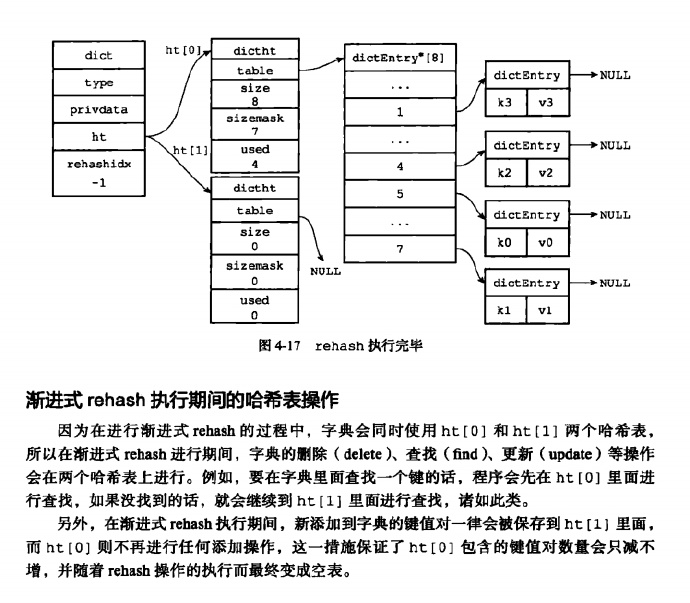 dict
type
privdata
ht
rehashidx
-1
ht[0]
ht[1]
dictht
table
size
8
sizemask
7
used
4
dictht
table
size
0
sizemask
0
used
0
NULL
dictEntry*[8]
...
1
...
4
5
...
7
dictEntry
k3 v3
NULL
dictEntry
k2 v2
NULL
dictEntry
k0 v0
NULL
dictEntry
k1 v1
NULL
图 4-17 rehash 执行完毕
渐进式 rehash 执行期间的哈希表操作
因为在进行渐进式 rehash 的过程中，字典会同时使用 ht[0] 和 ht[1] 两个哈希表，
所以在渐进式 rehash 进行期间，字典的删除（delete）、查找（find）、更新（update）等操作
会在两个哈希表上进行。例如，要在字典里面查找一个键的话，程序会先在 ht[0] 里面进
行查找，如果没找到的话，就会继续到 ht[1] 里面进行查找，诸如此类。
另外，在渐进式 rehash 执行期间，新添加到字典的键值对一律会被保存到 ht[1] 里面，
而 ht[0] 则不再进行任何添加操作，这一措施保证了 ht[0] 包含的键值对数量会只减不
增，并随着 rehash 操作的执行而最终变成空表。